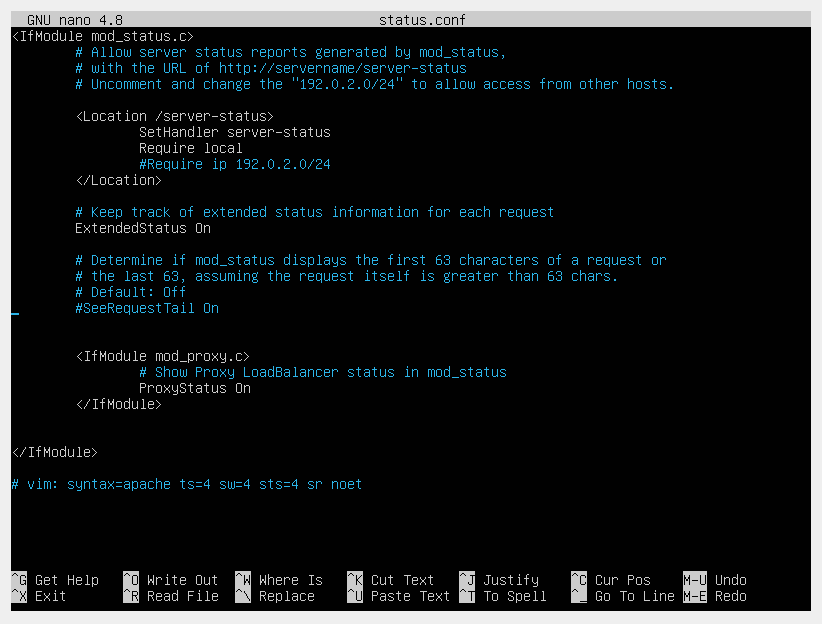 GNU nano 4.8 status.conf
<IfModule mod_status.c>
# Allow server status reports generated by mod_status,
# with the URL of http://servername/server-status
# Uncomment and change the "192.0.2.0/24" to allow access from other hosts.
<Location /server-status>
SetHandler server-status
Require local
#Require ip 192.0.2.0/24
</Location>
# Keep track of extended status information for each request
ExtendedStatus On
# Determine if mod_status displays the first 63 characters of a request or
# the last 63, assuming the request itself is greater than 63 chars.
# Default: Off
#SeeRequestTail On
<IfModule mod_proxy.c>
# Show Proxy LoadBalancer status in mod_status
ProxyStatus On
</IfModule>
</IfModule>
# vim: syntax=apache ts=4 sw=4 sts=4 sr noet
^G Get Help ^O Write Out ^W Where Is ^K Cut Text ^J Justify ^C Cur Pos M-U Undo
^X Exit ^R Read File ^\ Replace ^U Paste Text ^T To Spell ^_ Go To Line M-E Redo